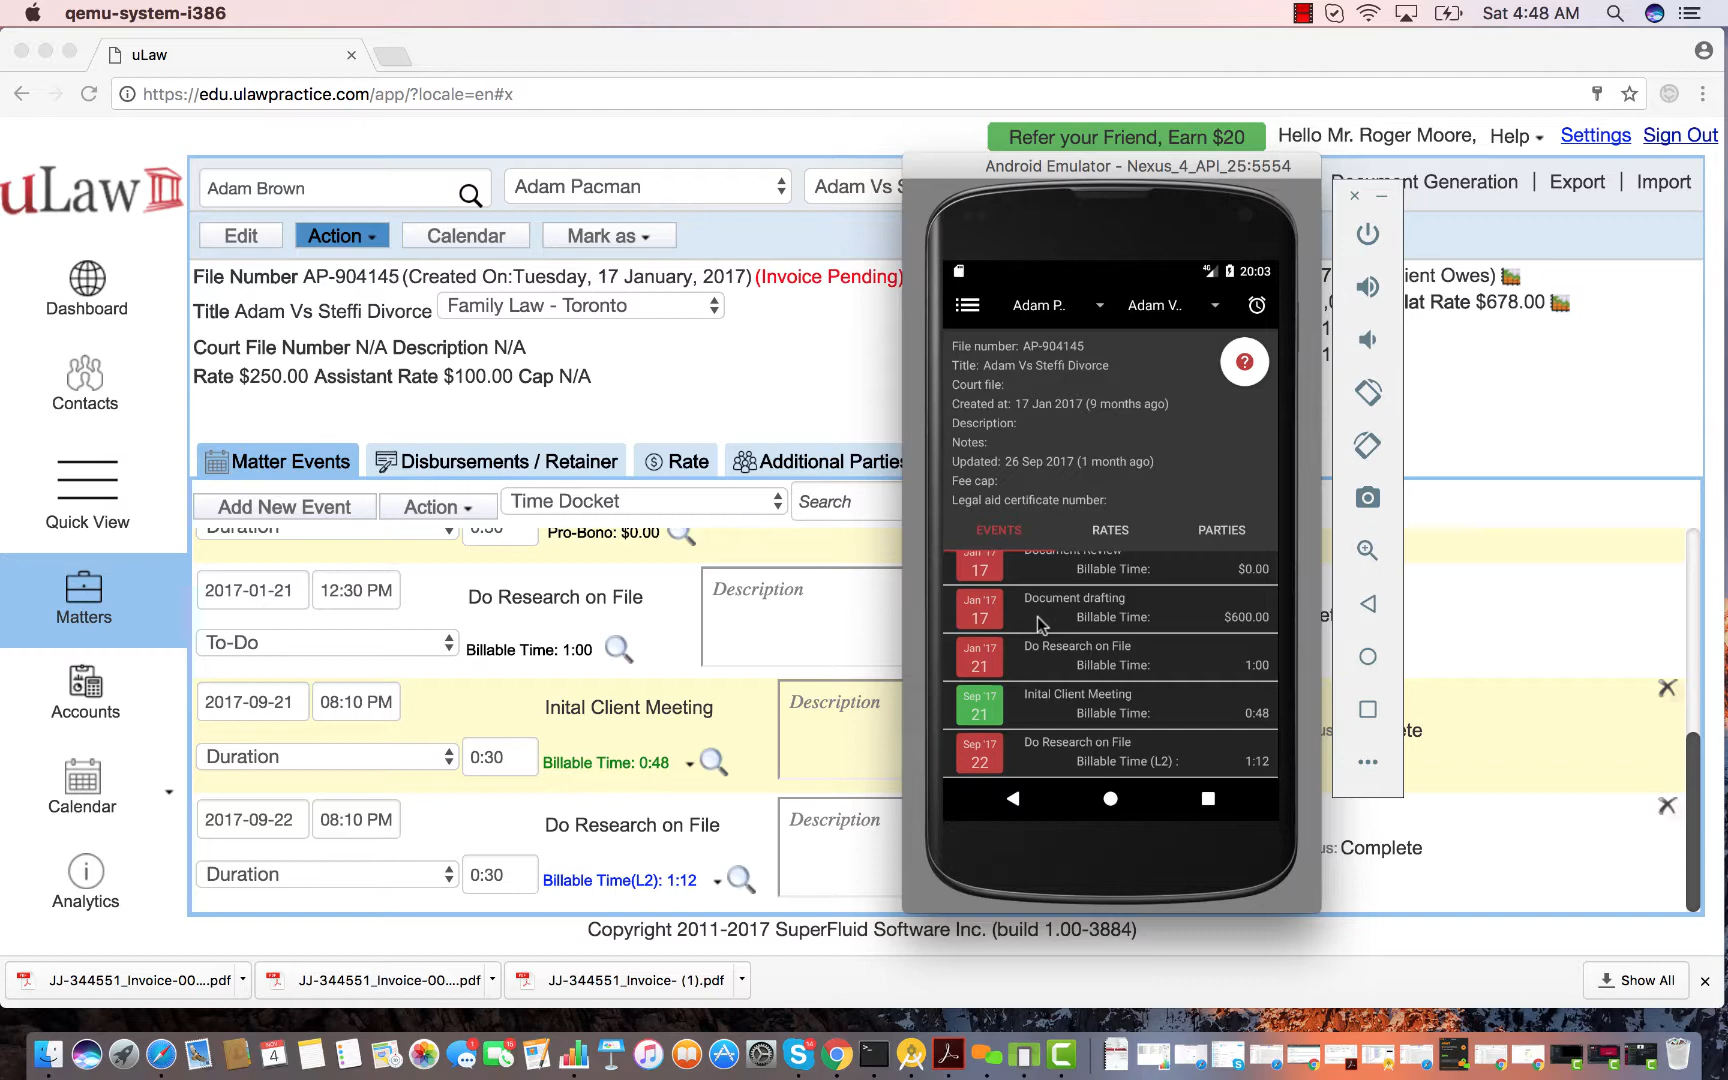 qemu-system-i386
Sat 4:48 AM
uLaw
https://edu.ulawpractice.com/app/?locale=en#x
Refer your Friend, Earn $20
Hello Mr. Roger Moore,
Help
Settings
Sign Out
uLaw
Adam Brown
Adam Pacman
Adam Vs S
Document Generation | Export | Import
Edit
Action
Calendar
Mark as
File Number AP-904145 (Created On:Tuesday, 17 January, 2017) (Invoice Pending)
ient Owes)
Title Adam Vs Steffi Divorce
Family Law - Toronto
lat Rate $678.00
Court File Number N/A Description N/A
Rate $250.00 Assistant Rate $100.00 Cap N/A
Matter Events
Disbursements / Retainer
Rate
Additional Parties
Add New Event
Action
Time Docket
Search
Duration
0:30
Pro-Bono: $0.00
2017-01-21
12:30 PM
Do Research on File
Description
To-Do
Billable Time: 1:00
2017-09-21
08:10 PM
Inital Client Meeting
Description
Duration
0:30
Billable Time: 0:48
2017-09-22
08:10 PM
Do Research on File
Description
us: Complete
Duration
0:30
Billable Time(L2): 1:12
Dashboard
Contacts
Quick View
Matters
Accounts
Calendar
Analytics
Android Emulator - Nexus_4_API_25:5554
4G
20:03
Adam P..
Adam V..
File number: AP-904145
Title: Adam Vs Steffi Divorce
Court file:
Created at: 17 Jan 2017 (9 months ago)
Description:
Notes:
Updated: 26 Sep 2017 (1 month ago)
Fee cap:
Legal aid certificate number:
EVENTS
RATES
PARTIES
Jan '17
17
Document Review
Billable Time:
$0.00
Jan '17
17
Document drafting
Billable Time:
$600.00
Jan '17
21
Do Research on File
Billable Time:
1:00
Sep '17
21
Inital Client Meeting
Billable Time:
0:48
Sep '17
22
Do Research on File
Billable Time (L2) :
1:12
Copyright 2011-2017 SuperFluid Software Inc. (build 1.00-3884)
JJ-344551_Invoice-00....pdf
JJ-344551_Invoice-00....pdf
JJ-344551_Invoice- (1).pdf
Show All
NOV
4